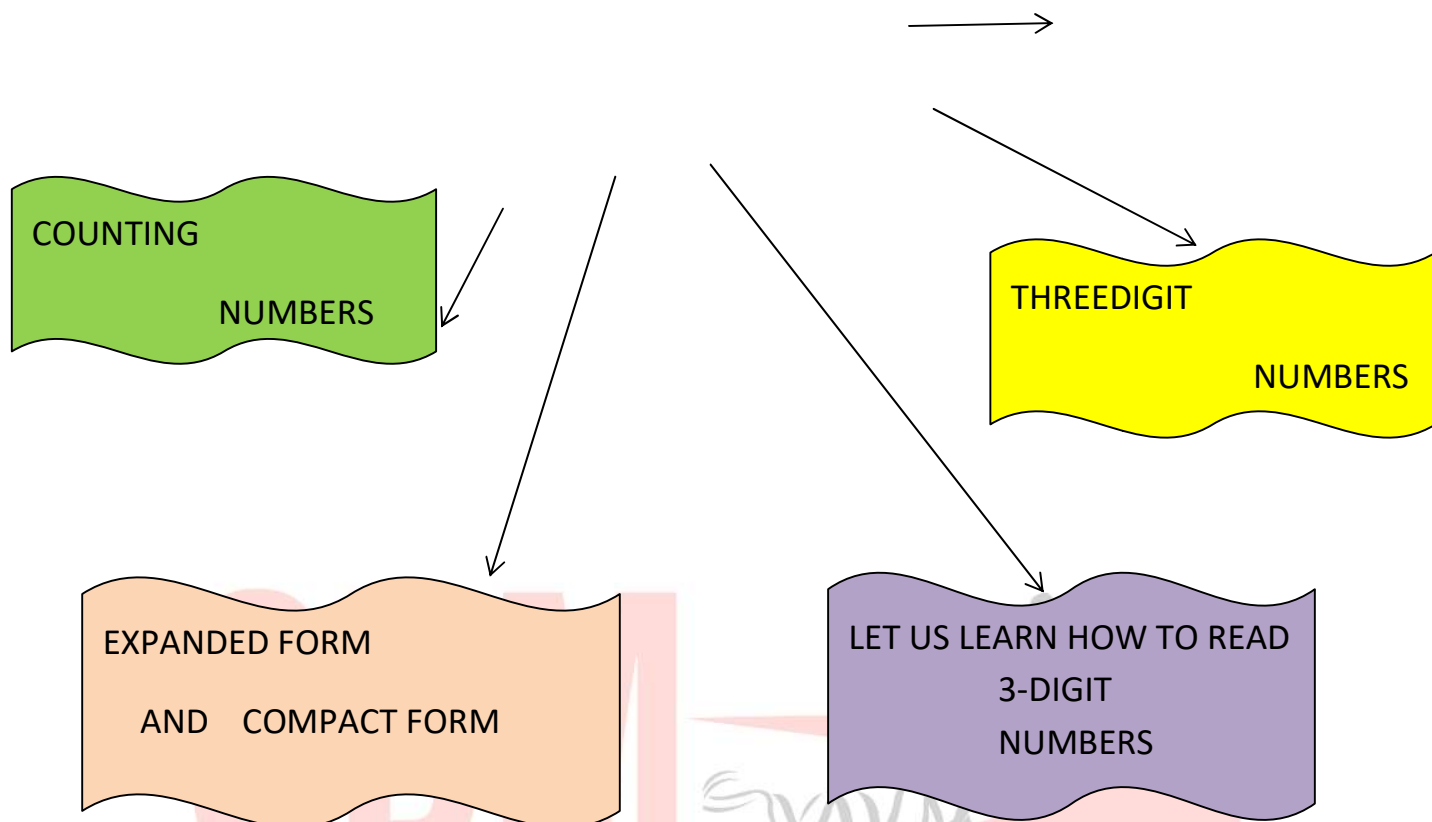 COUNTING
NUMBERS
THREEDIGIT
NUMBERS
EXPANDED FORM
AND COMPACT FORM
LET US LEARN HOW TO READ
3-DIGIT
NUMBERS